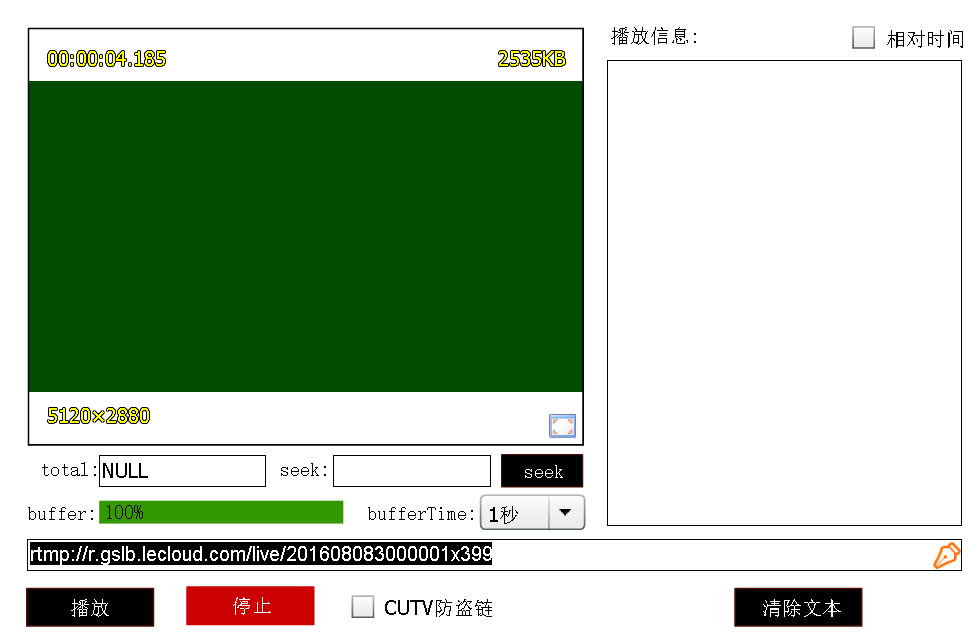 00:00:04.185 2535KB
播放信息:
相对时间
5120×2880
total: NULL seek: seek
buffer: 100% bufferTime: 1秒
rtmp://r.gslb.lecloud.com/live/201608083000001x399
播放 停止 CUTV防盗链 清除文本